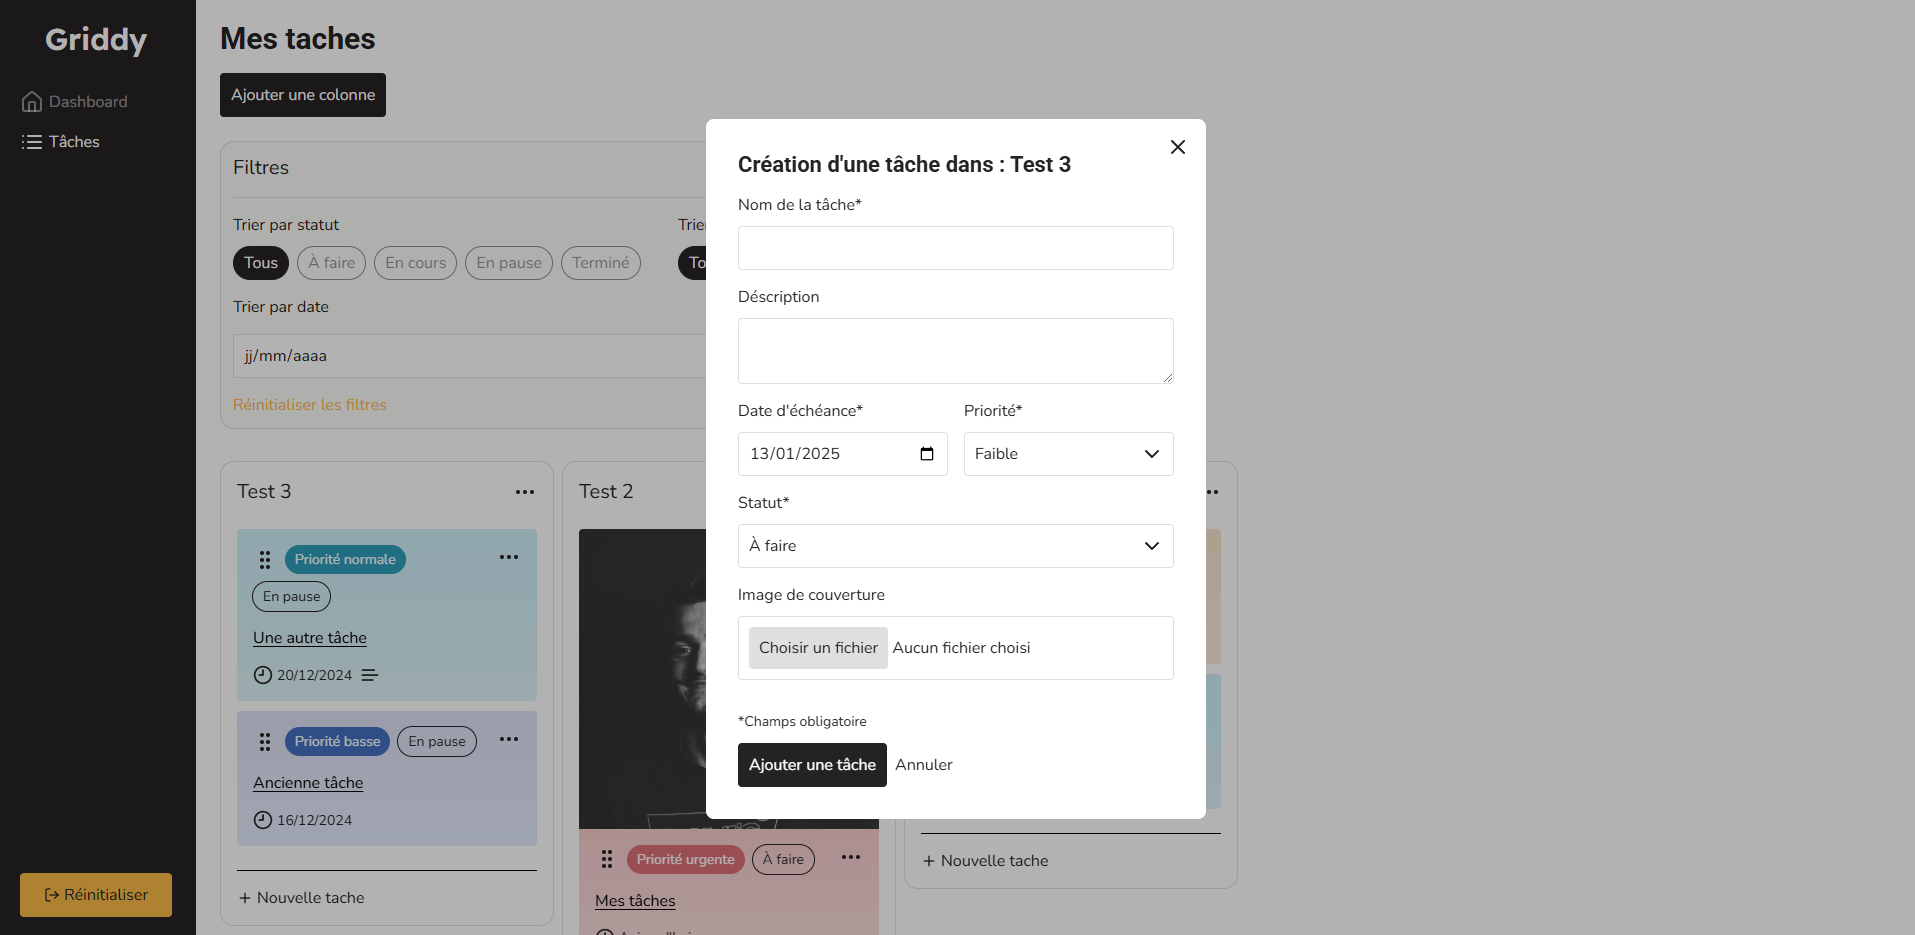 Griddy
Dashboard
Tâches
Réinitialiser
Mes taches
Ajouter une colonne
Filtres
Trier par statut
Tous
À faire
En cours
En pause
Terminé
Trier par date
jj/mm/aaaa
Réinitialiser les filtres
Test 3
Priorité normale
En pause
Une autre tâche
20/12/2024
Priorité basse
En pause
Ancienne tâche
16/12/2024
+ Nouvelle tache
Test 2
Priorité urgente
À faire
Mes tâches
+ Nouvelle tache
Création d'une tâche dans : Test 3
Nom de la tâche*
Déscription
Date d'échéance*
Priorité*
13/01/2025
Faible
Statut*
À faire
Image de couverture
Choisir un fichier Aucun fichier choisi
*Champs obligatoire
Ajouter une tâche
Annuler